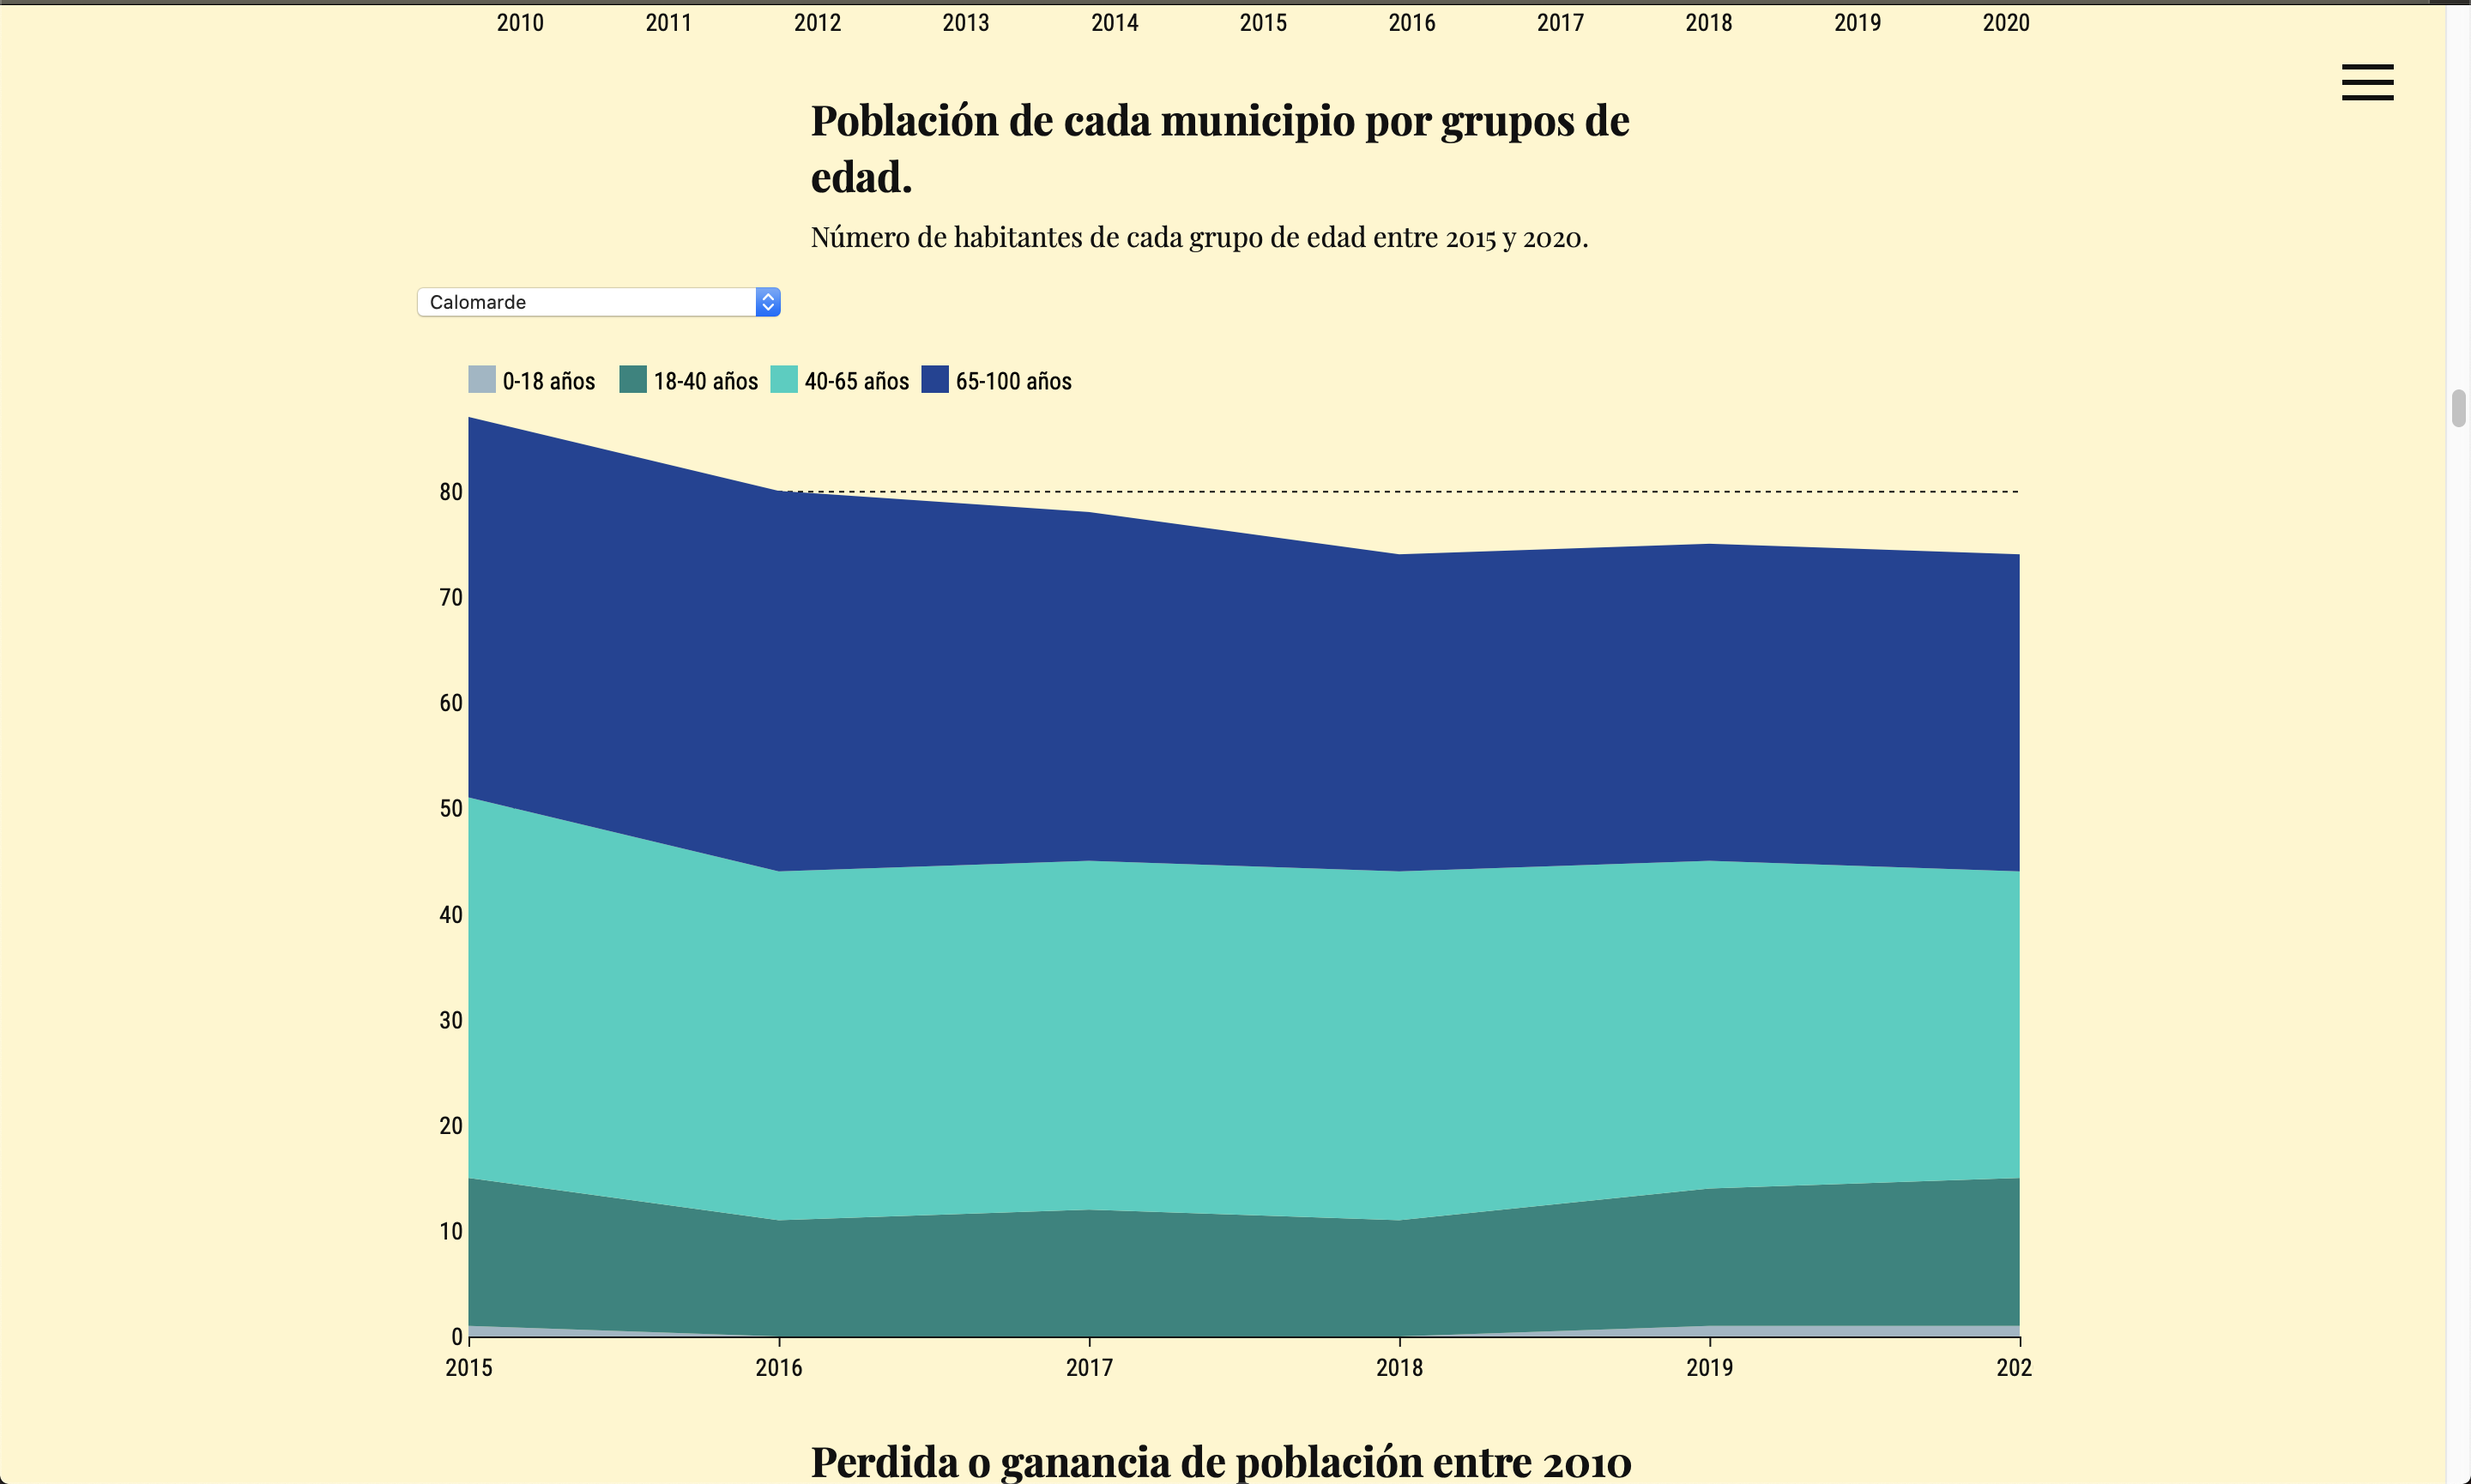 2010 2011 2012 2013 2014 2015 2016 2017 2018 2019 2020
Población de cada municipio por grupos de
edad.
Número de habitantes de cada grupo de edad entre 2015 y 2020.
Calomarde
0-18 años 18-40 años 40-65 años 65-100 años
80
70
60
50
40
30
20
10
0
2015 2016 2017 2018 2019 202
Perdida o ganancia de población entre 2010